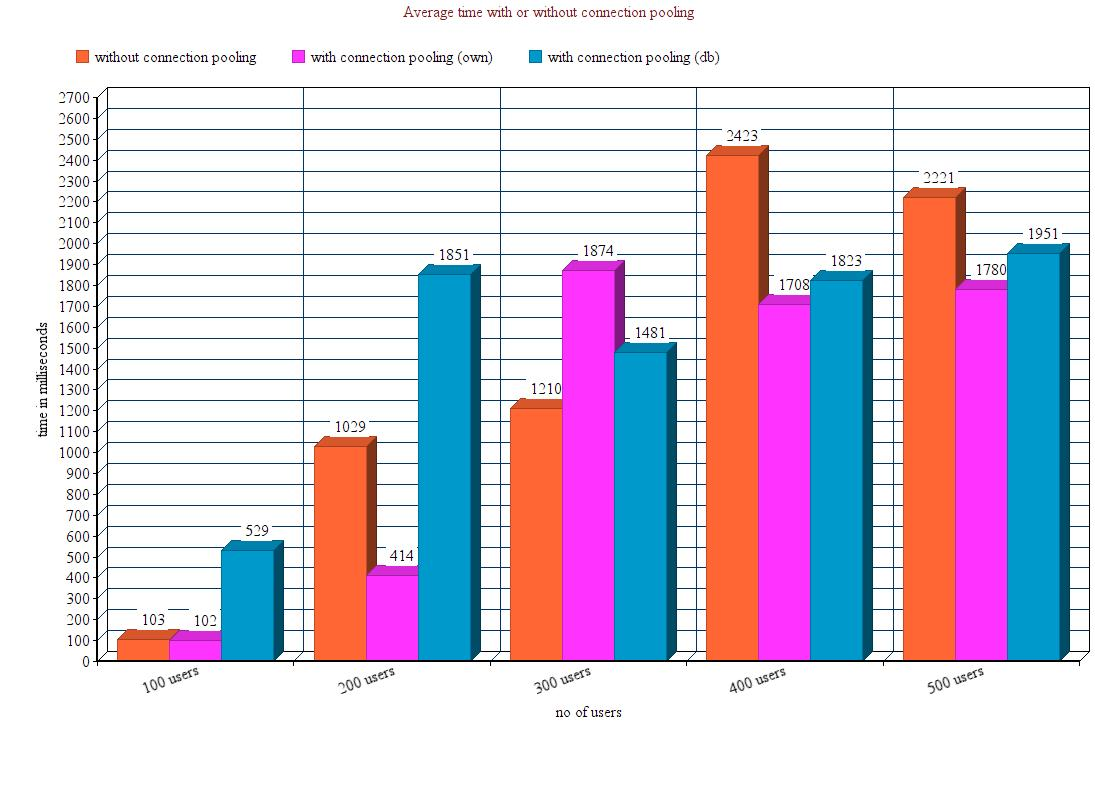 Average time with or without connection pooling
without connection pooling with connection pooling (own) with connection pooling (db)
2700
2600
2500
2400
2300
2200
2100
2000
1900
1800
1700
1600
1500
1400
1300
1200
1100
1000
900
800
700
600
500
400
300
200
100
0
time in milliseconds
103 102 529
1029 414 1851
1210 1874 1481
2423 1708 1823
2221 1780 1951
100 users 200 users 300 users 400 users 500 users
no of users